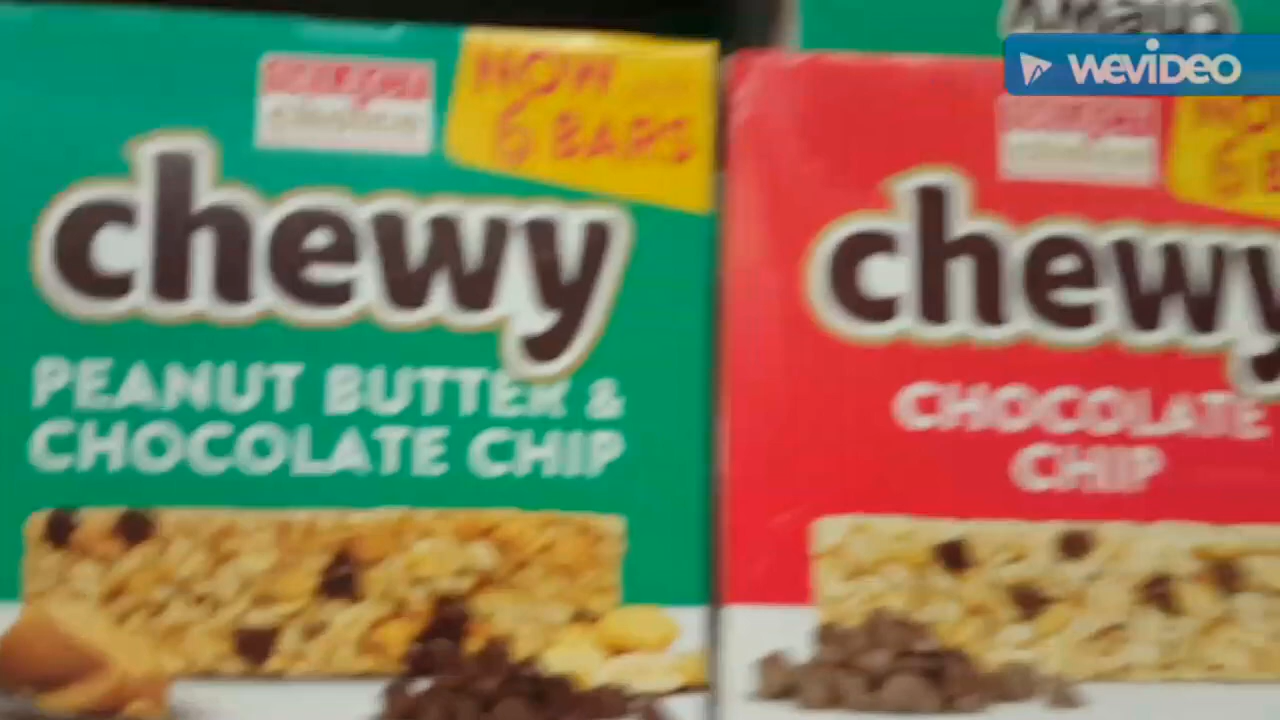 NOW
6 BARS
chewy
PEANUT BUTTER &
CHOCOLATE CHIP
WEVIDEO
chewy
CHOCOLATE
CHIP